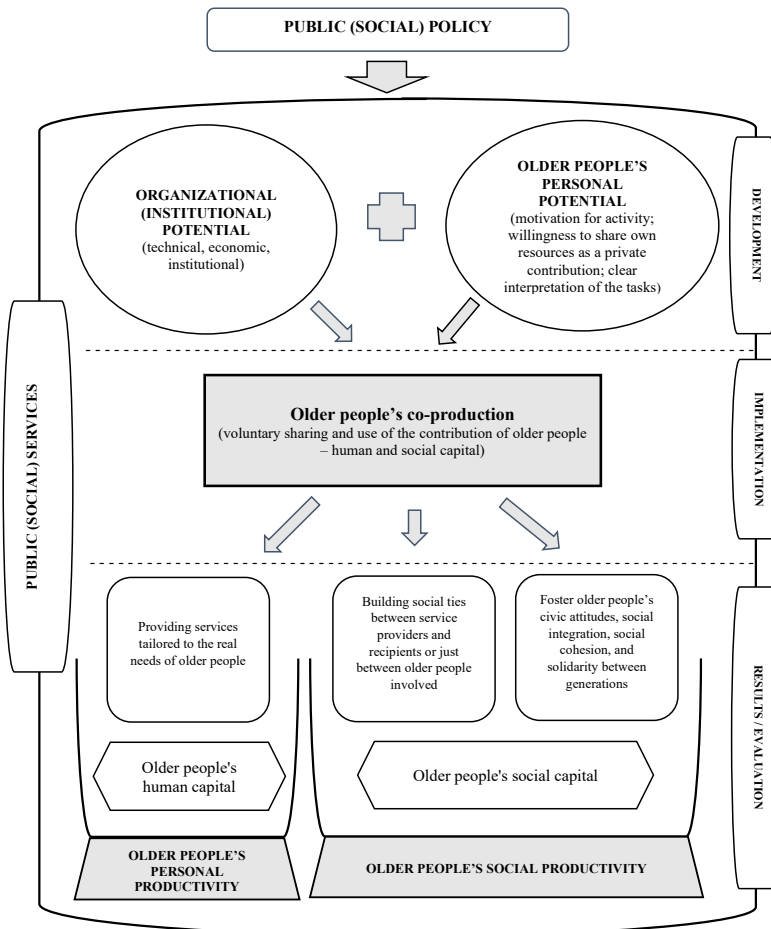 PUBLIC (SOCIAL) POLICY
ORGANIZATIONAL
(INSTITUTIONAL)
POTENTIAL
(technical, economic,
institutional)
OLDER PEOPLE’S
PERSONAL
POTENTIAL
(motivation for activity;
willingness to share own
resources as a private
contribution; clear
interpretation of the tasks)
DEVELOPMENT
PUBLIC (SOCIAL) SERVICES
Older people’s co-production
(voluntary sharing and use of the contribution of older people
– human and social capital)
IMPLEMENTATION
Providing services
tailored to the real
needs of older people
Building social ties
between service
providers and
recipients or just
between older people
involved
Foster older people’s
civic attitudes, social
integration, social
cohesion, and
solidarity between
generations
RESULTS / EVALUATION
Older people's
human capital
Older people's social capital
OLDER PEOPLE’S
PERSONAL
PRODUCTIVITY
OLDER PEOPLE’S SOCIAL PRODUCTIVITY